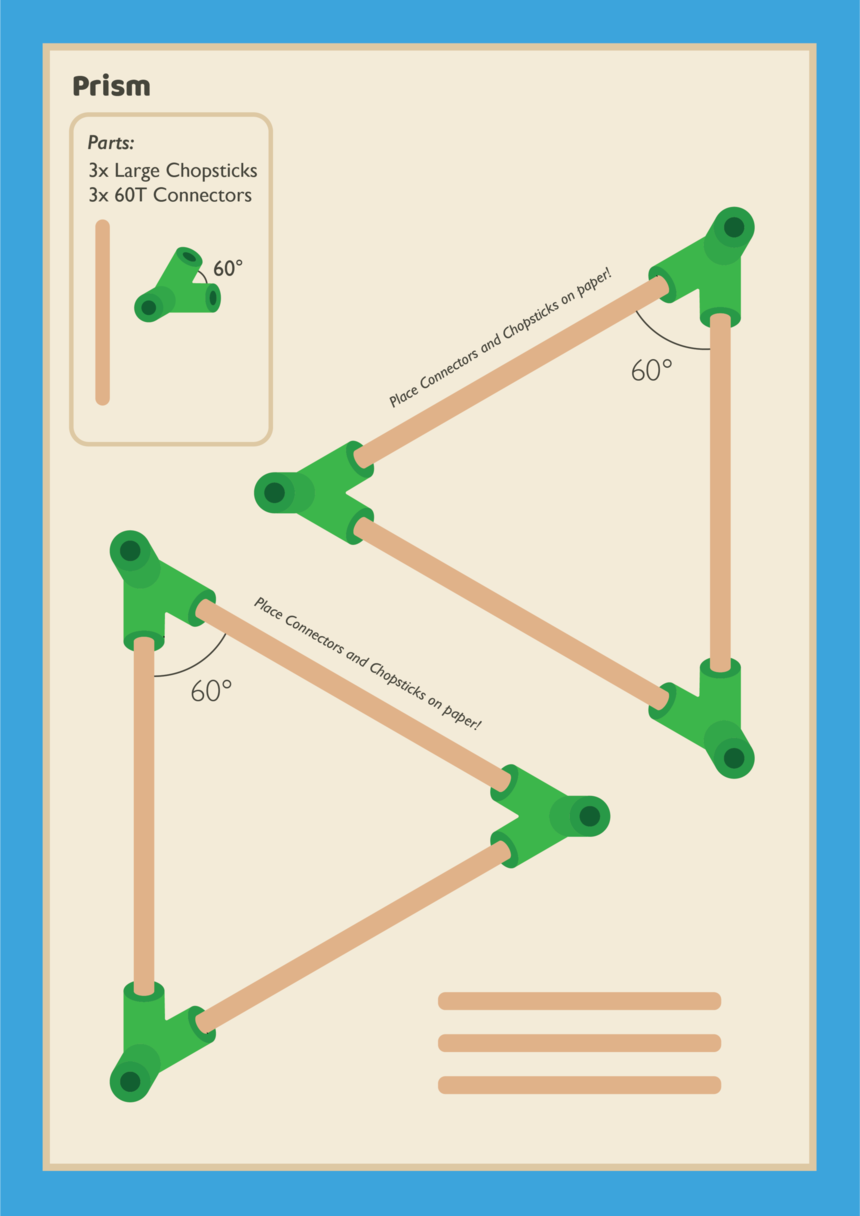 Prism
Parts:
3x Large Chopsticks
3x 60T Connectors
60°
Place Connectors and Chopsticks on paper!
60°
Place Connectors and Chopsticks on paper!
60°